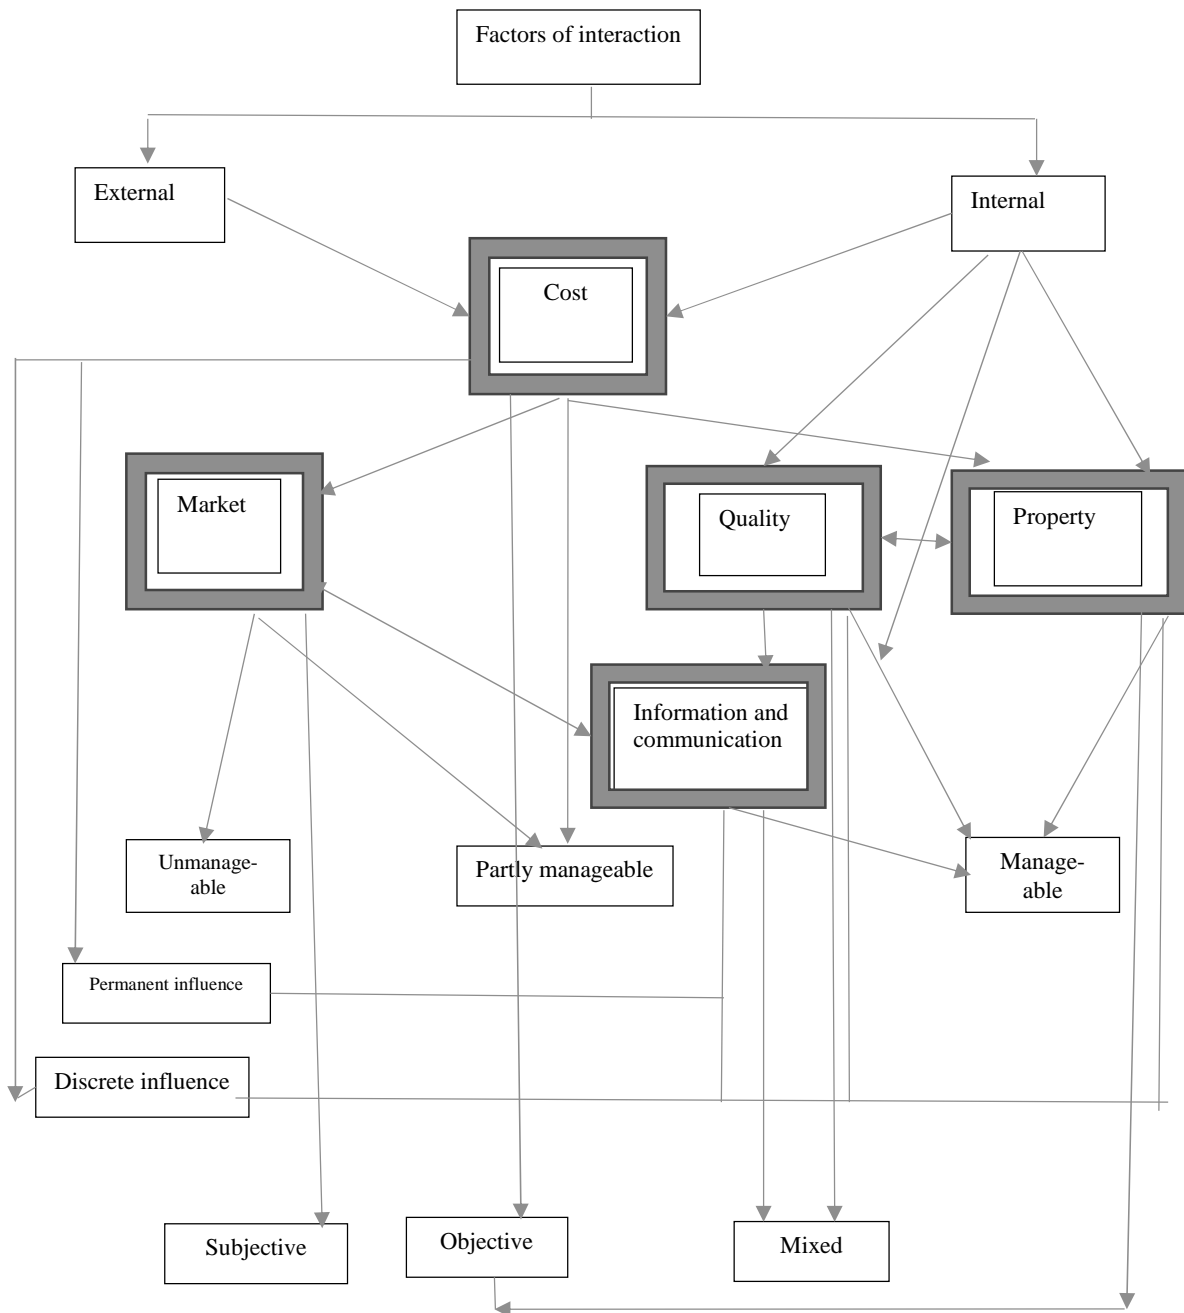 Factors of interaction
External
Internal
Cost
Market
Quality
Property
Information and
communication
Unmanage-
able
Partly manageable
Manage-
able
Permanent influence
Discrete influence
Subjective
Objective
Mixed